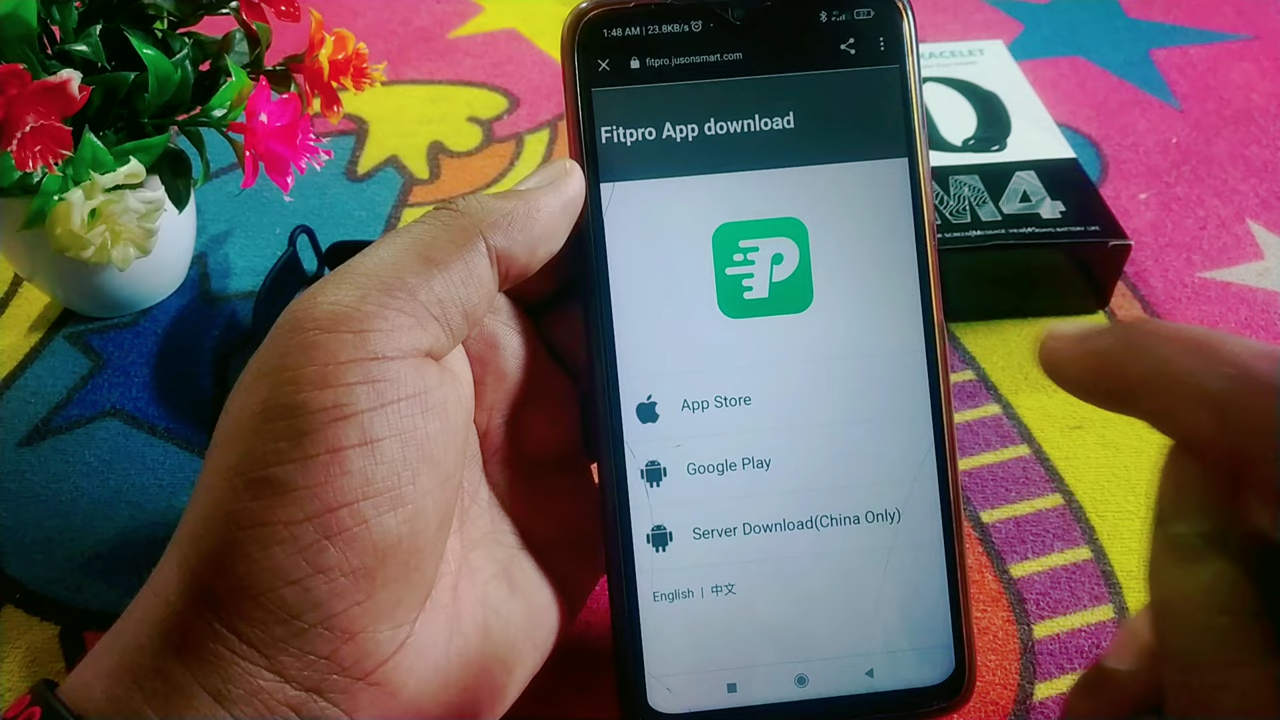 1:48 AM | 23.8KB/s
fitpro.jusonsmart.com
Fitpro App download
App Store
Google Play
Server Download(China Only)
English | 中文
M4